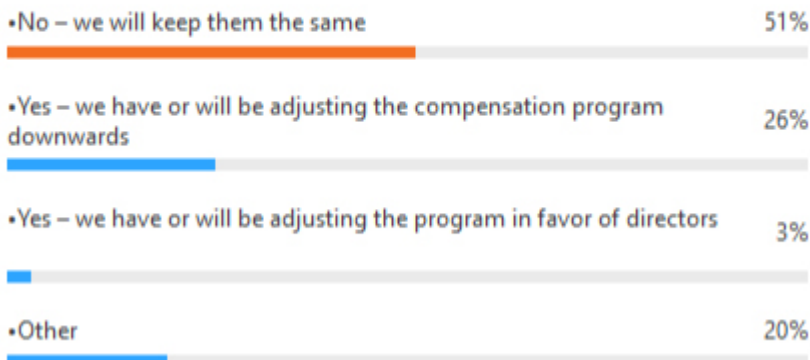 •No – we will keep them the same 51%
•Yes – we have or will be adjusting the compensation program
downwards 26%
•Yes – we have or will be adjusting the program in favor of directors 3%
•Other 20%